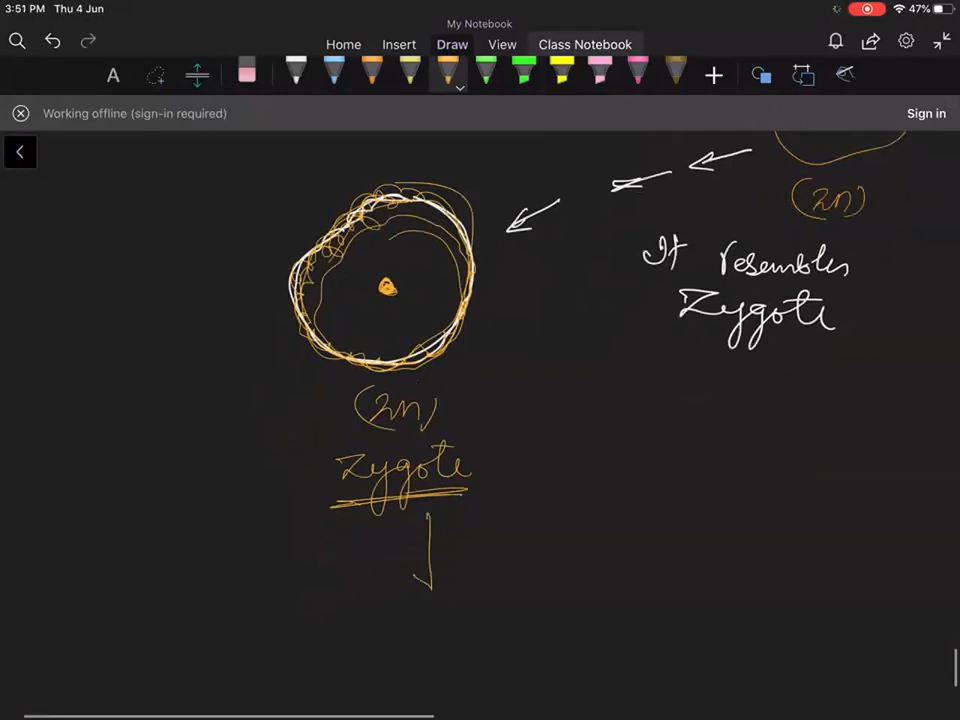 3:51 PM Thu 4 Jun
47%
My Notebook
Home Insert Draw View Class Notebook
A
Working offline (sign-in required)
Sign in
(2n)
It resembles
Zygote
(2n)
Zygote